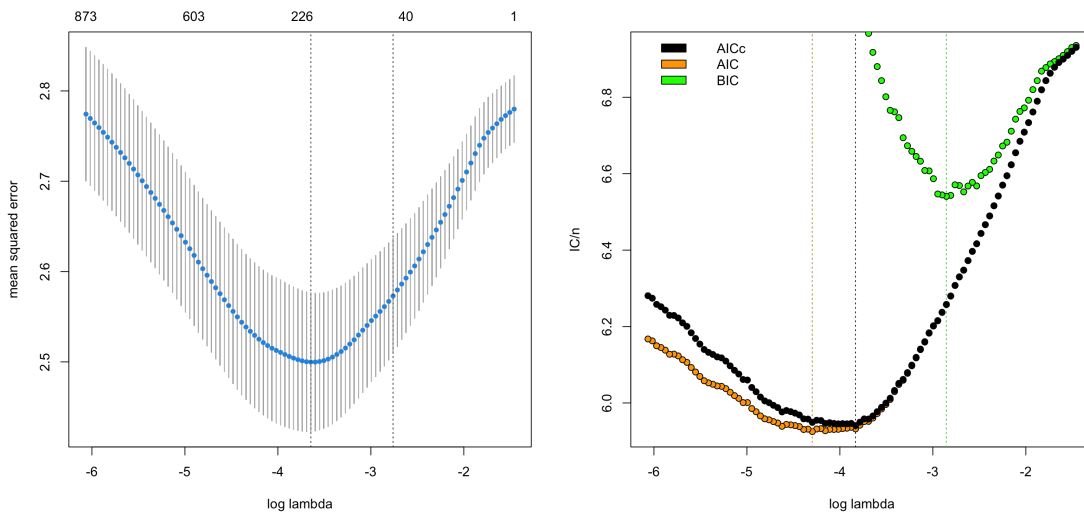 873 603 226 40 1
mean squared error
2.8
2.7
2.6
2.5
-6 -5 -4 -3 -2
log lambda
AICc
AIC
BIC
IC/n
6.8
6.6
6.4
6.2
6.0
-6 -5 -4 -3 -2
log lambda